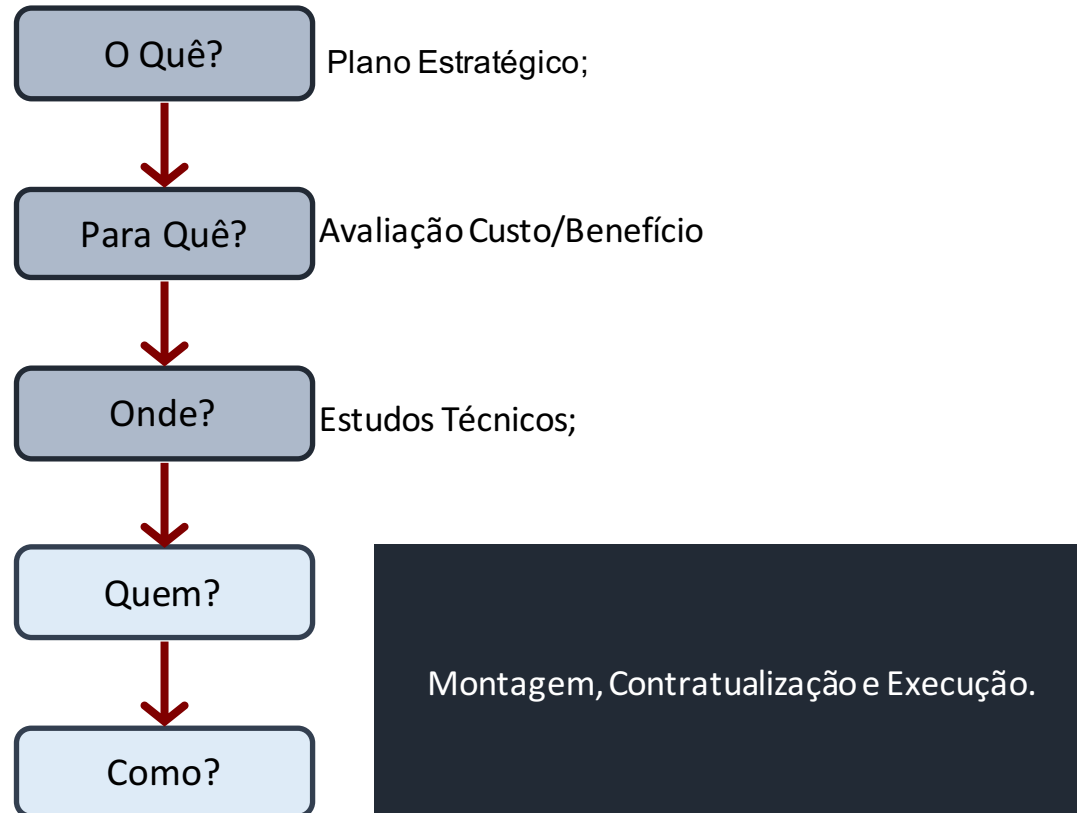 O Quê?
Plano Estratégico;
Para Quê?
Avaliação Custo/Benefício
Onde?
Estudos Técnicos;
Quem?
Montagem, Contratualização e Execução.
Como?